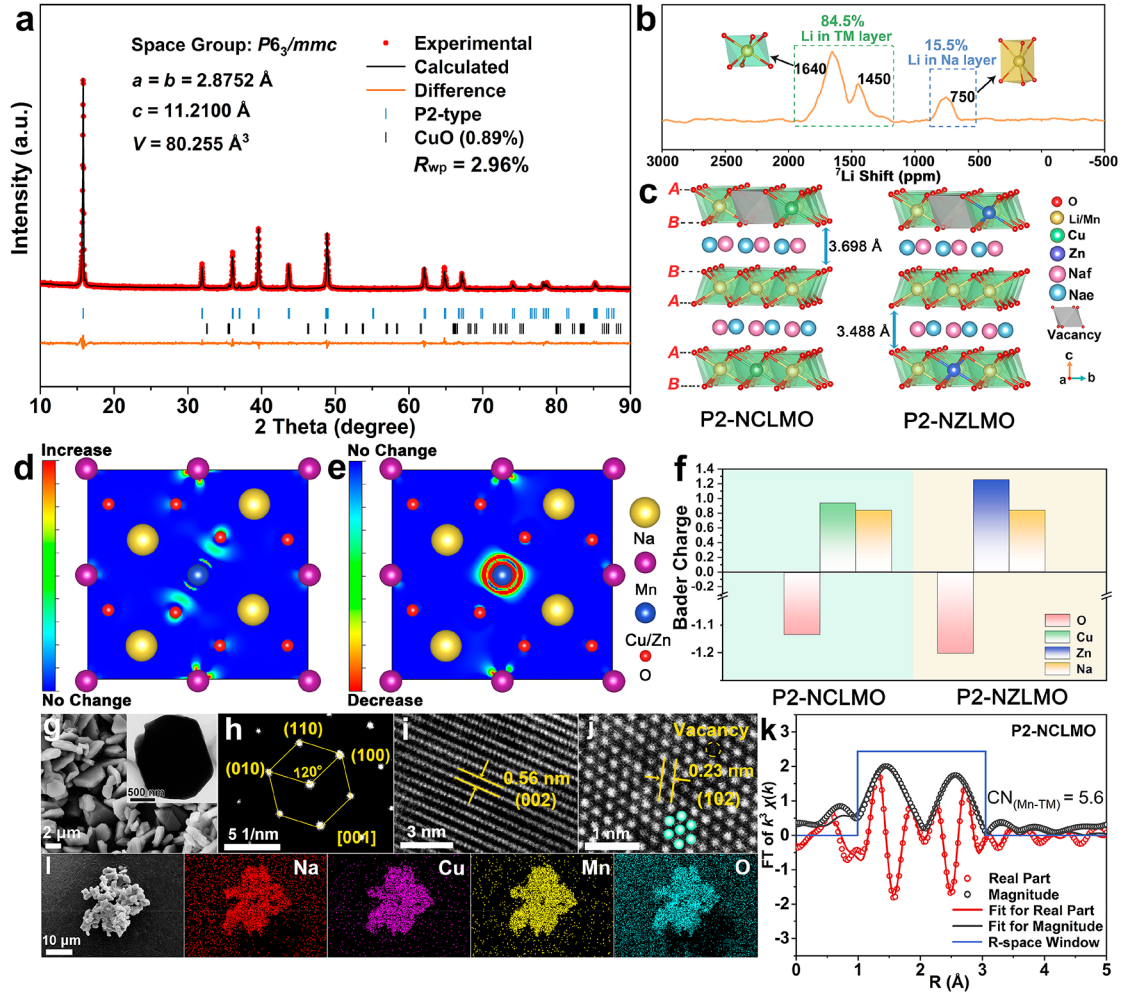 a
Space Group: P6₃/mmc
a = b = 2.8752 Å
c = 11.2100 Å
V = 80.255 Å³
Experimental
Calculated
Difference
P2-type
CuO (0.89%)
Rwp = 2.96%
Intensity (a.u.)
10 20 30 40 50 60 70 80 90
2 Theta (degree)
b
84.5%
Li in TM layer
15.5%
Li in Na layer
1640
1450
750
3000 2500 2000 1500 1000 500 0 -500
⁷Li Shift (ppm)
c
A
B
B
A
A
B
3.698 Å
3.488 Å
O
Li/Mn
Cu
Zn
Naf
Nae
Vacancy
c
a
b
P2-NCLMO
P2-NZLMO
d
Increase
No Change
e
No Change
Decrease
Na
Mn
Cu/Zn
O
f
Bader Charge
1.4
1.2
1.0
0.8
0.6
0.4
0.2
0.0
-0.2
-1.1
-1.2
O
Cu
Zn
Na
P2-NCLMO
P2-NZLMO
g
500 nm
2 μm
h
(110)
(100)
(010)
120°
5 1/nm
[001]
i
0.56 nm
(002)
3 nm
j
Vacancy
0.23 nm
(102)
1 nm
k
P2-NCLMO
CN(Mn-TM) = 5.6
FT of k³ χ(k)
3
2
1
0
-1
-2
-3
Real Part
Magnitude
Fit for Real Part
Fit for Magnitude
R-space Window
0 1 2 3 4 5
R (Å)
l
10 μm
Na
Cu
Mn
O